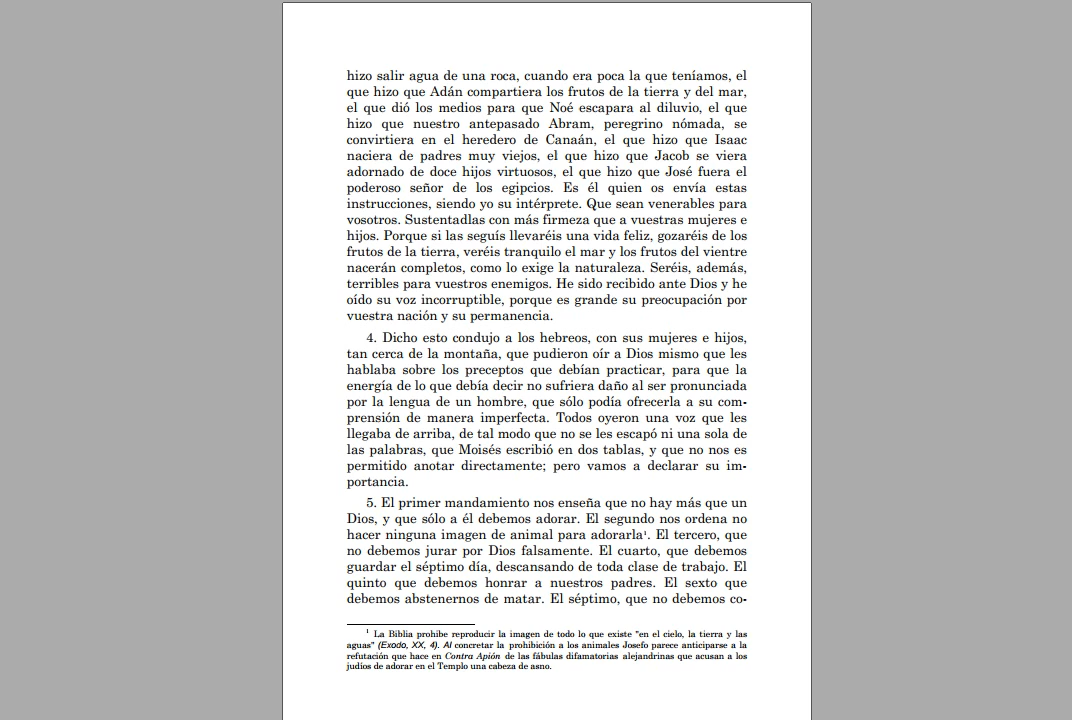 hizo salir agua de una roca, cuando era poca la que teníamos, el
que hizo que Adán compartiera los frutos de la tierra y del mar,
el que dió los medios para que Noé escapara al diluvio, el que
hizo que nuestro antepasado Abram, peregrino nómada, se
convirtiera en el heredero de Canaán, el que hizo que Isaac
naciera de padres muy viejos, el que hizo que Jacob se viera
adornado de doce hijos virtuosos, el que hizo que José fuera el
poderoso señor de los egipcios. Es él quien os envía estas
instrucciones, siendo yo su intérprete. Que sean venerables para
vosotros. Sustentadlas con más firmeza que a vuestras mujeres e
hijos. Porque si las seguís llevaréis una vida feliz, gozaréis de los
frutos de la tierra, veréis tranquilo el mar y los frutos del vientre
nacerán completos, como lo exige la naturaleza. Seréis, además,
terribles para vuestros enemigos. He sido recibido ante Dios y he
oído su voz incorruptible, porque es grande su preocupación por
vuestra nación y su permanencia.
4. Dicho esto condujo a los hebreos, con sus mujeres e hijos,
tan cerca de la montaña, que pudieron oír a Dios mismo que les
hablaba sobre los preceptos que debían practicar, para que la
energía de lo que debía decir no sufriera daño al ser pronunciada
por la lengua de un hombre, que sólo podía ofrecerla a su com-
prensión de manera imperfecta. Todos oyeron una voz que les
llegaba de arriba, de tal modo que no se les escapó ni una sola de
las palabras, que Moisés escribió en dos tablas, y que no nos es
permitido anotar directamente; pero vamos a declarar su im-
portancia.
5. El primer mandamiento nos enseña que no hay más que un
Dios, y que sólo a él debemos adorar. El segundo nos ordena no
hacer ninguna imagen de animal para adorarla¹. El tercero, que
no debemos jurar por Dios falsamente. El cuarto, que debemos
guardar el séptimo día, descansando de toda clase de trabajo. El
quinto que debemos honrar a nuestros padres. El sexto que
debemos abstenernos de matar. El séptimo, que no debemos co-
¹ La Biblia prohibe reproducir la imagen de todo lo que existe "en el cielo, la tierra y las
aguas" (Exodo, XX, 4). Al concretar la prohibición a los animales Josefo parece anticiparse a la
refutación que hace en Contra Apión de las fábulas difamatorias alejandrinas que acusan a los
judíos de adorar en el Templo una cabeza de asno.